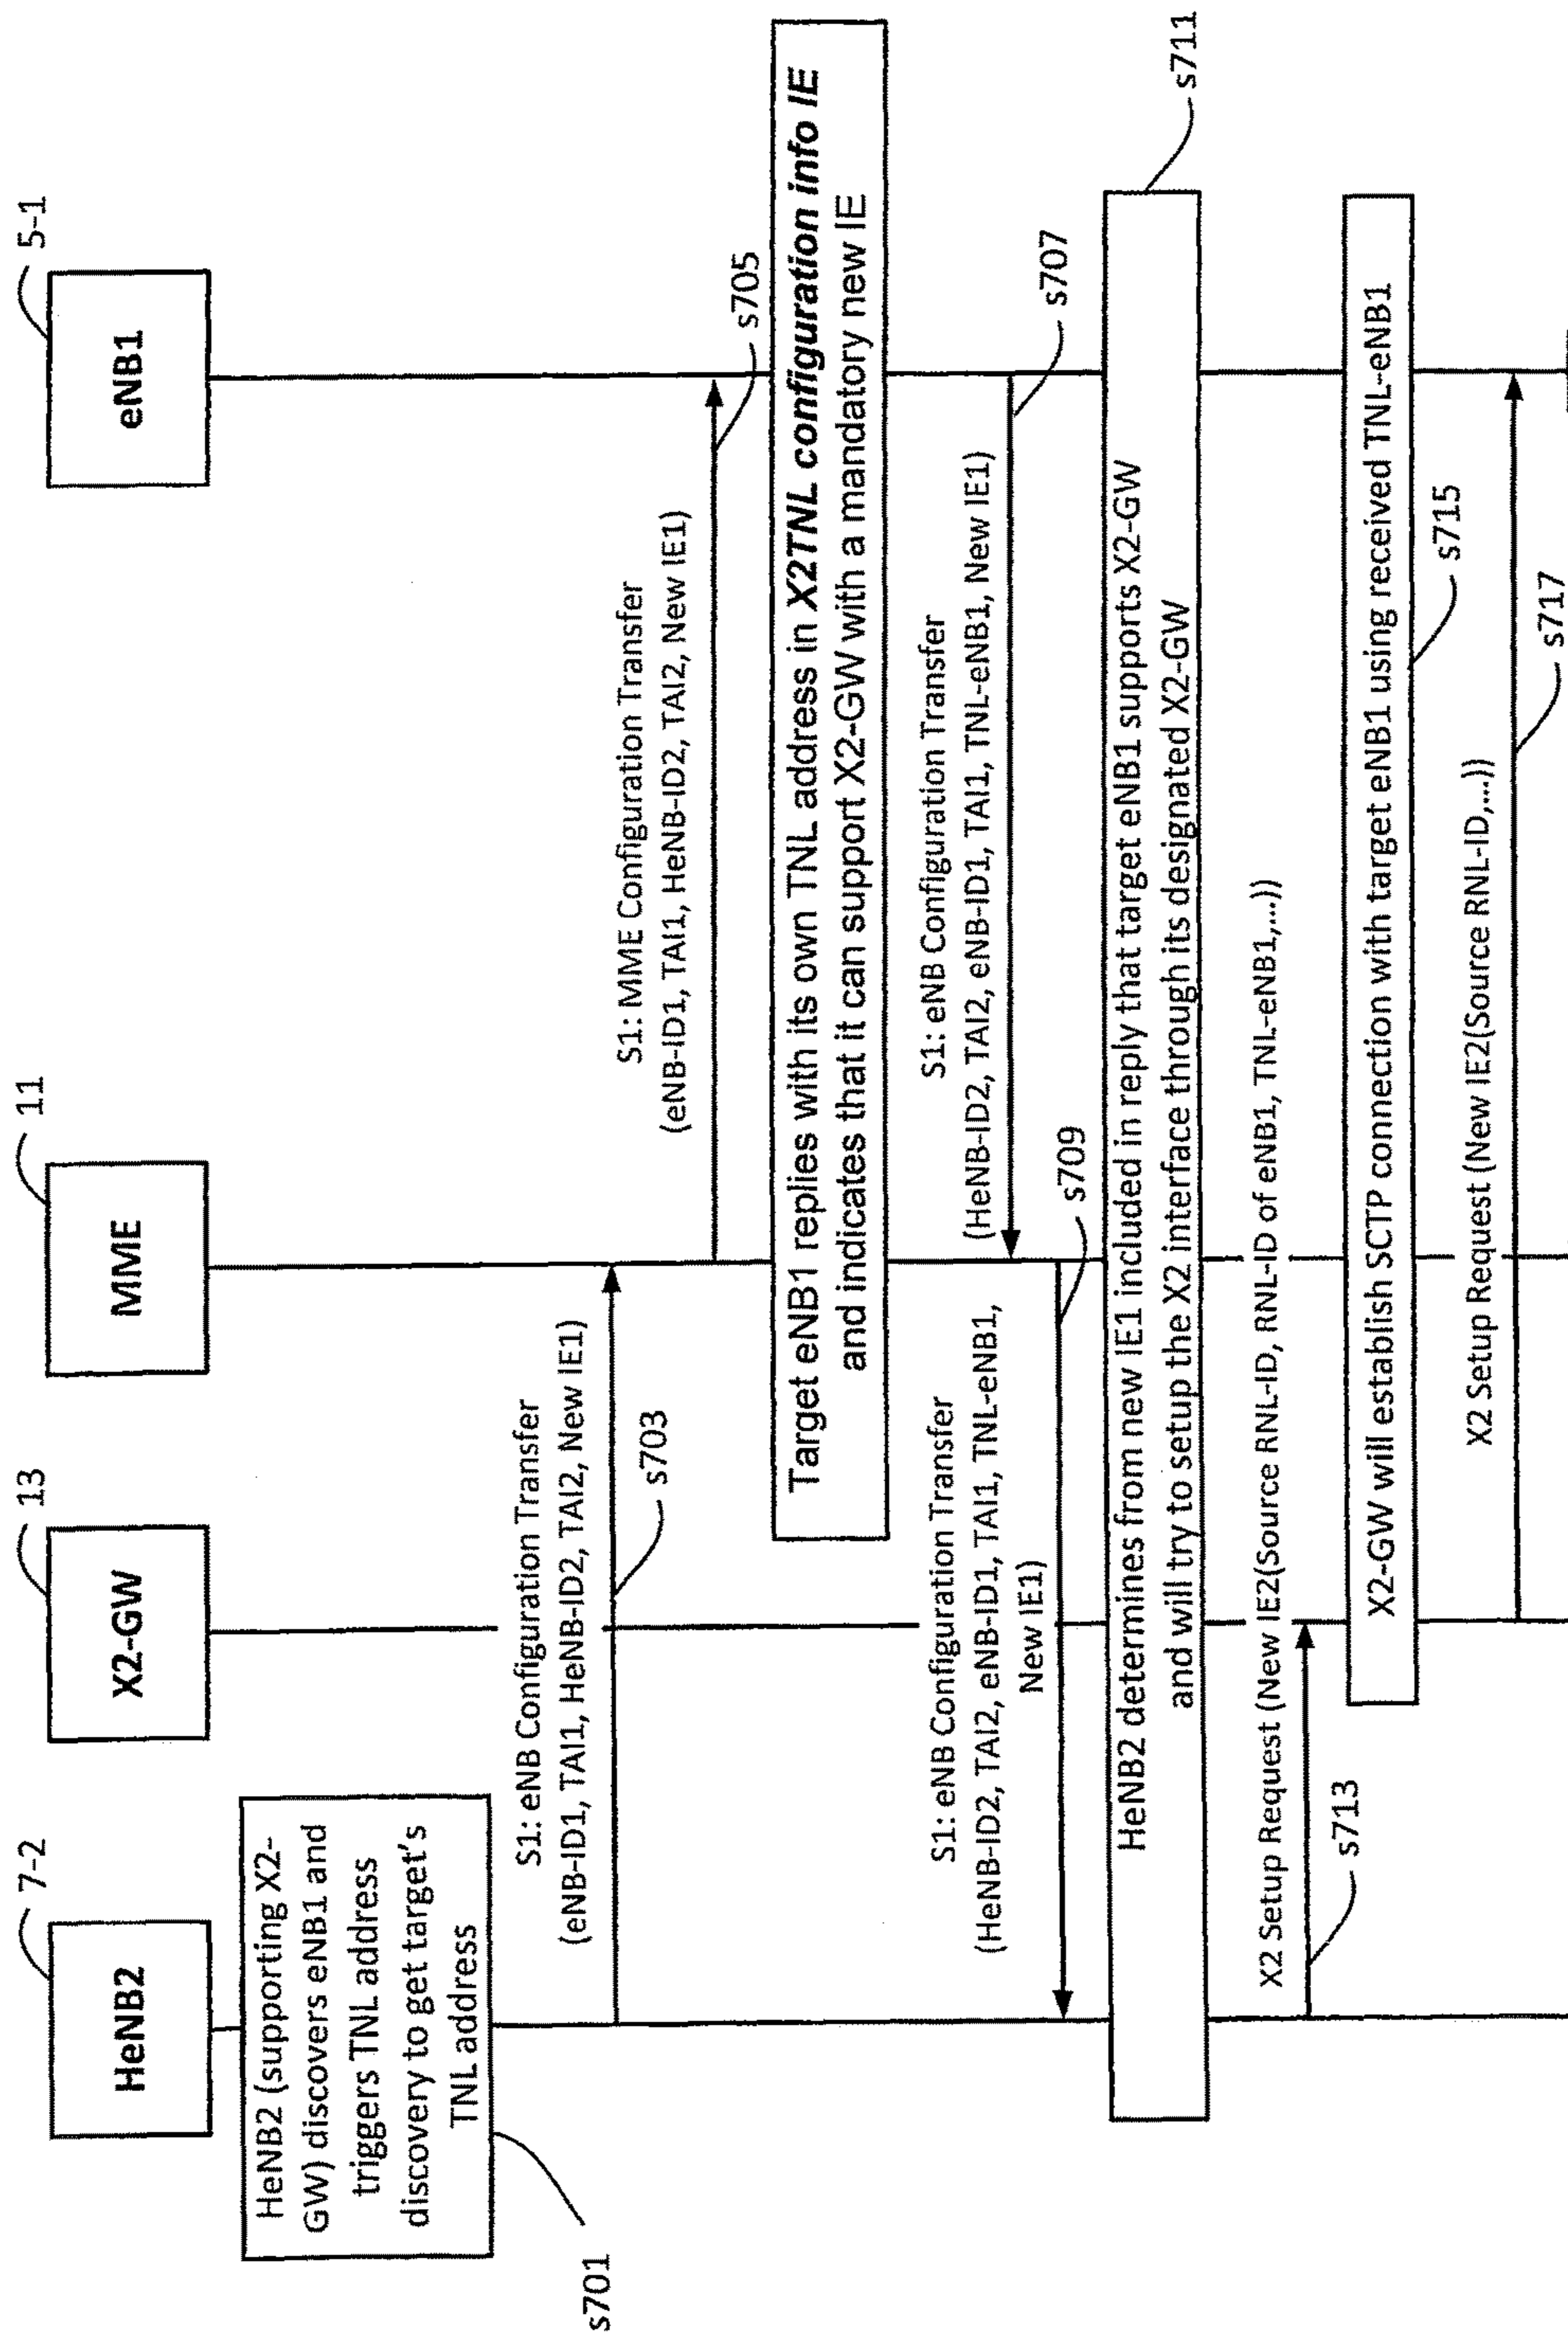 HeNB2
7-2
X2-GW
13
MME
11
eNB1
5-1
HeNB2 (supporting X2-
GW) discovers eNB1 and
triggers TNL address
discovery to get target's
TNL address
s701
S1: eNB Configuration Transfer
(eNB-ID1, TAI1, HeNB-ID2, TAI2, New IE1)
s703
S1: MME Configuration Transfer
(eNB-ID1, TAI1, HeNB-ID2, TAI2, New IE1)
s705
Target eNB1 replies with its own TNL address in X2TNL configuration info IE
and indicates that it can support X2-GW with a mandatory new IE
S1: eNB Configuration Transfer
(HeNB-ID2, TAI2, eNB-ID1, TAI1, TNL-eNB1, New IE1)
s707
S1: eNB Configuration Transfer
(HeNB-ID2, TAI2, eNB-ID1, TAI1, TNL-eNB1,
New IE1)
s709
HeNB2 determines from new IE1 included in reply that target eNB1 supports X2-GW
and will try to setup the X2 interface through its designated X2-GW
s711
X2 Setup Request (New IE2(Source RNL-ID, RNL-ID of eNB1, TNL-eNB1,...))
s713
X2-GW will establish SCTP connection with target eNB1 using received TNL-eNB1
s715
X2 Setup Request (New IE2(Source RNL-ID,...))
s717